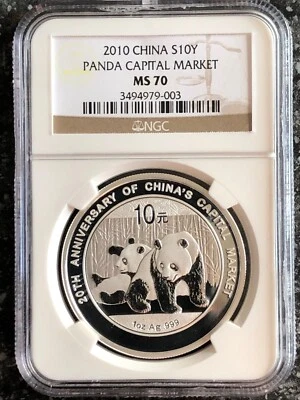 2010 CHINA S10Y
PANDA CAPITAL MARKET
MS 70
3494979-003
NGC
20TH ANNIVERSARY OF CHINA'S CAPITAL MARKET
10元
1oz Ag .999